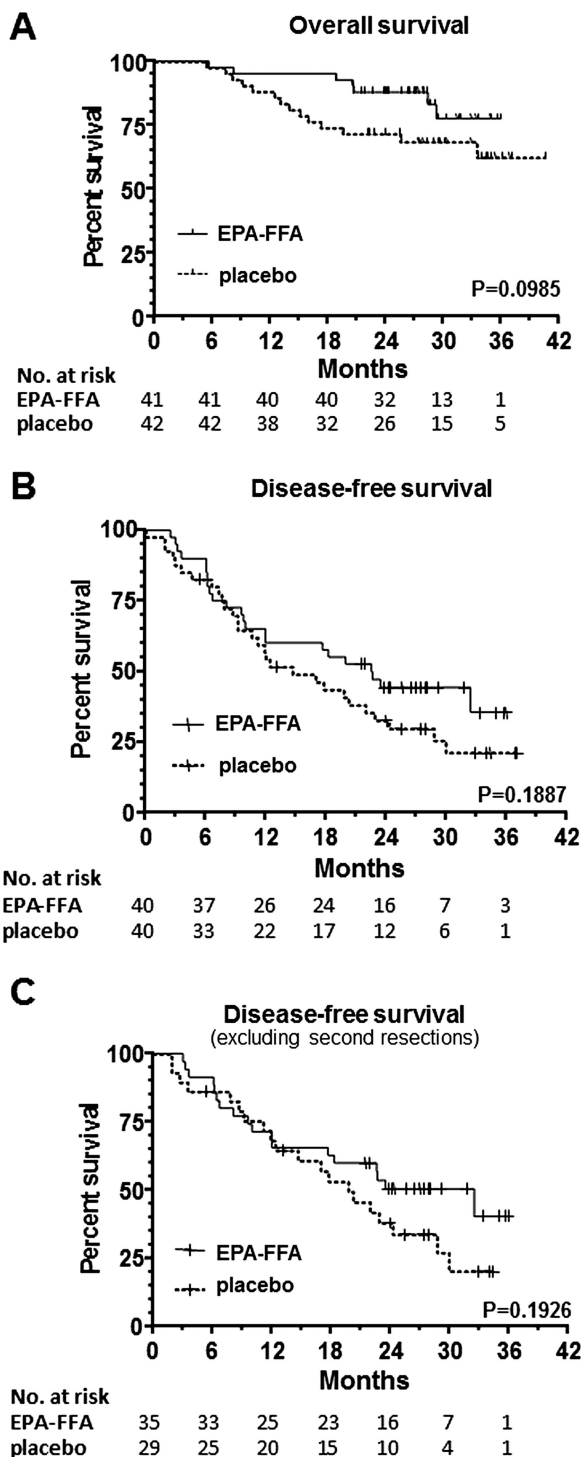 A
Overall survival
100
75
50
25
0
Percent survival
EPA-FFA
placebo
P=0.0985
0 6 12 18 24 30 36 42
Months
No. at risk
EPA-FFA 41 41 40 40 32 13 1
placebo 42 42 38 32 26 15 5
B
Disease-free survival
100
75
50
25
0
Percent survival
EPA-FFA
placebo
P=0.1887
0 6 12 18 24 30 36 42
Months
No. at risk
EPA-FFA 40 37 26 24 16 7 3
placebo 40 33 22 17 12 6 1
C
Disease-free survival
(excluding second resections)
100
75
50
25
0
Percent survival
EPA-FFA
placebo
P=0.1926
0 6 12 18 24 30 36 42
Months
No. at risk
EPA-FFA 35 33 25 23 16 7 1
placebo 29 25 20 15 10 4 1